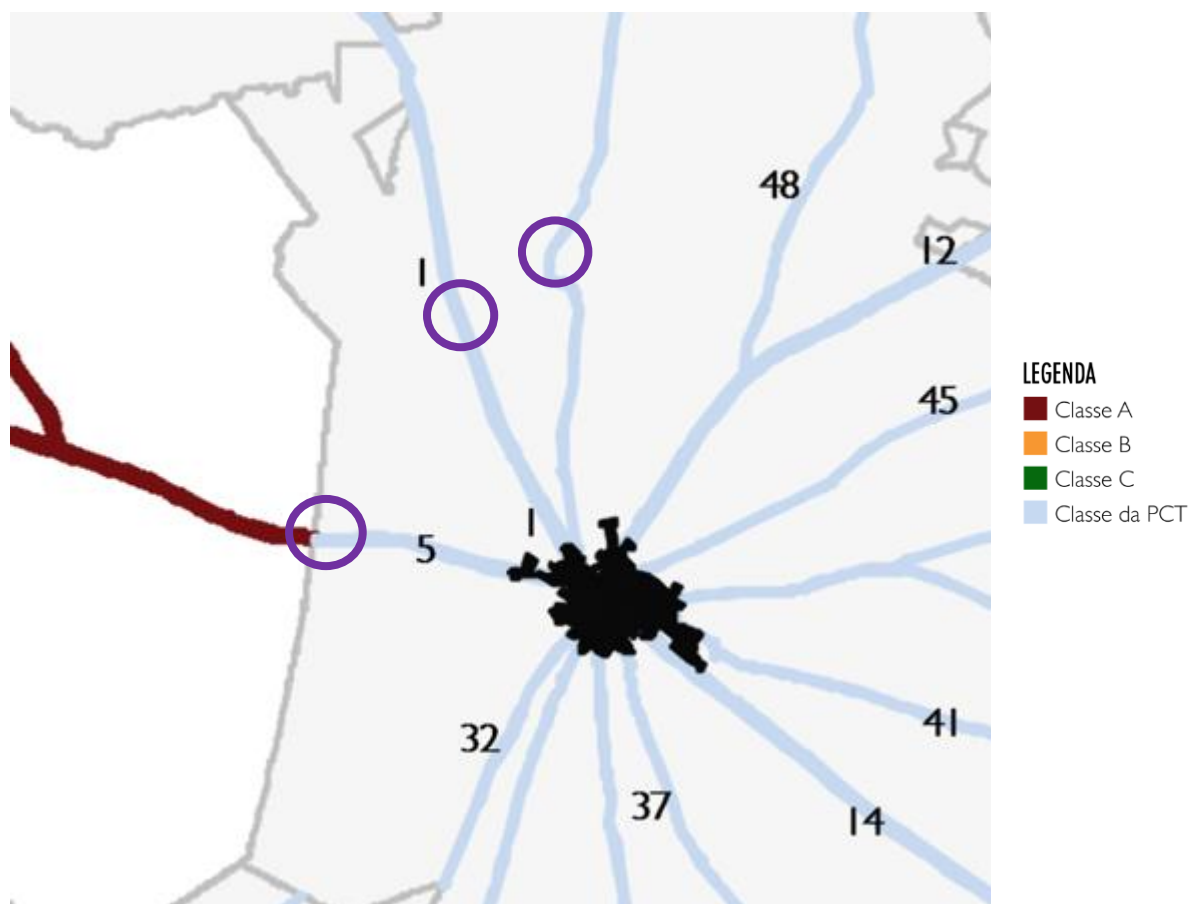 48
12
1
45
1
5
32
41
37
14
LEGENDA
Classe A
Classe B
Classe C
Classe da PCT